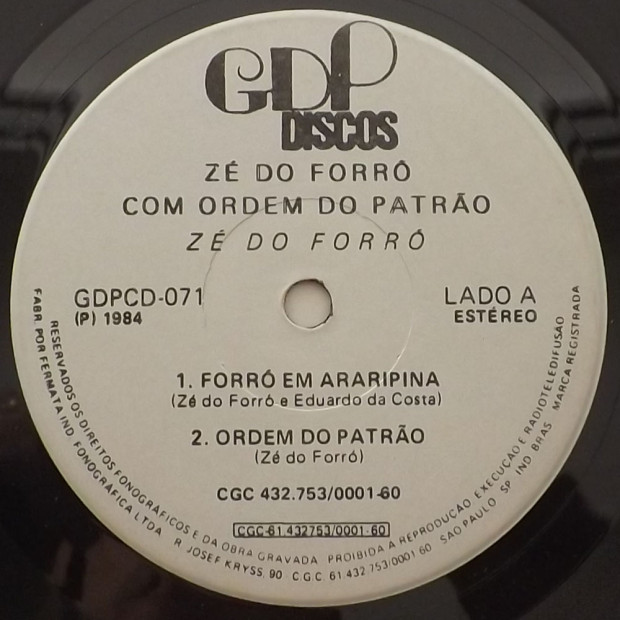 GDP
DISCOS
ZÉ DO FORRÔ
COM ORDEM DO PATRÃO
ZÉ DO FORRÓ
GDPCD-071
(P) 1984
LADO A
ESTÉREO
1. FORRÓ EM ARARIPINA
(Zé do Forró e Eduardo da Costa)
2. ORDEM DO PATRÃO
(Zé do Forró)
CGC 432.753/0001-60
CGC-61 432753/0001-60
RESERVADOS OS DIREITOS FONOGRÁFICOS E DA OBRA GRAVADA PROIBIDA A REPRODUÇÃO EXECUÇÃO E RADIOTELEDIFUSÃO
FABR. POR FERMATA IND. FONOGRÁFICA LTDA R. JOSEF KRYSS, 90 C.G.C. 61 432 753/0001 60 SAO PAULO SP IND BRAS MARCA REGISTRADA